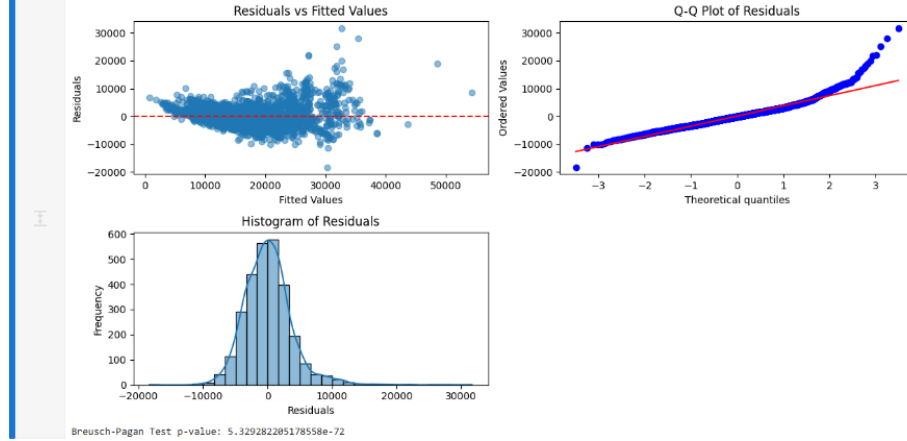 Residuals vs Fitted Values
30000
20000
10000
0
−10000
−20000
Residuals
0 10000 20000 30000 40000 50000
Fitted Values
Q-Q Plot of Residuals
30000
20000
10000
0
−10000
−20000
Ordered Values
−3 −2 −1 0 1 2 3
Theoretical quantiles
Histogram of Residuals
600
500
400
300
200
100
0
Frequency
−20000 −10000 0 10000 20000 30000
Residuals
Breusch-Pagan Test p-value: 5.329282205178558e-72